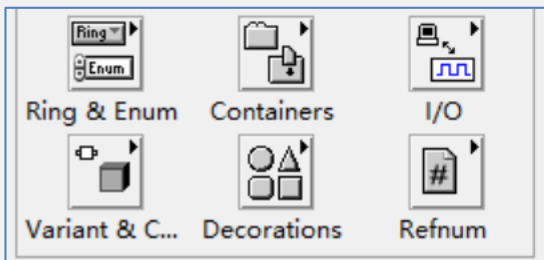 Ring
Enum
Ring & Enum Containers I/O
#
Variant & C... Decorations Refnum